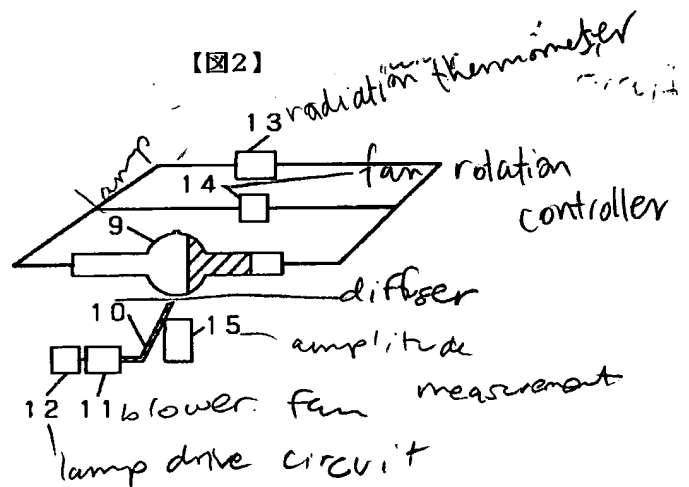 【図2】
13 radiation thermometer
circuit
lamp
14 fan rotation
controller
9
diffuser
10
15 amplitude
measurement
12 11 blower fan
lamp drive circuit